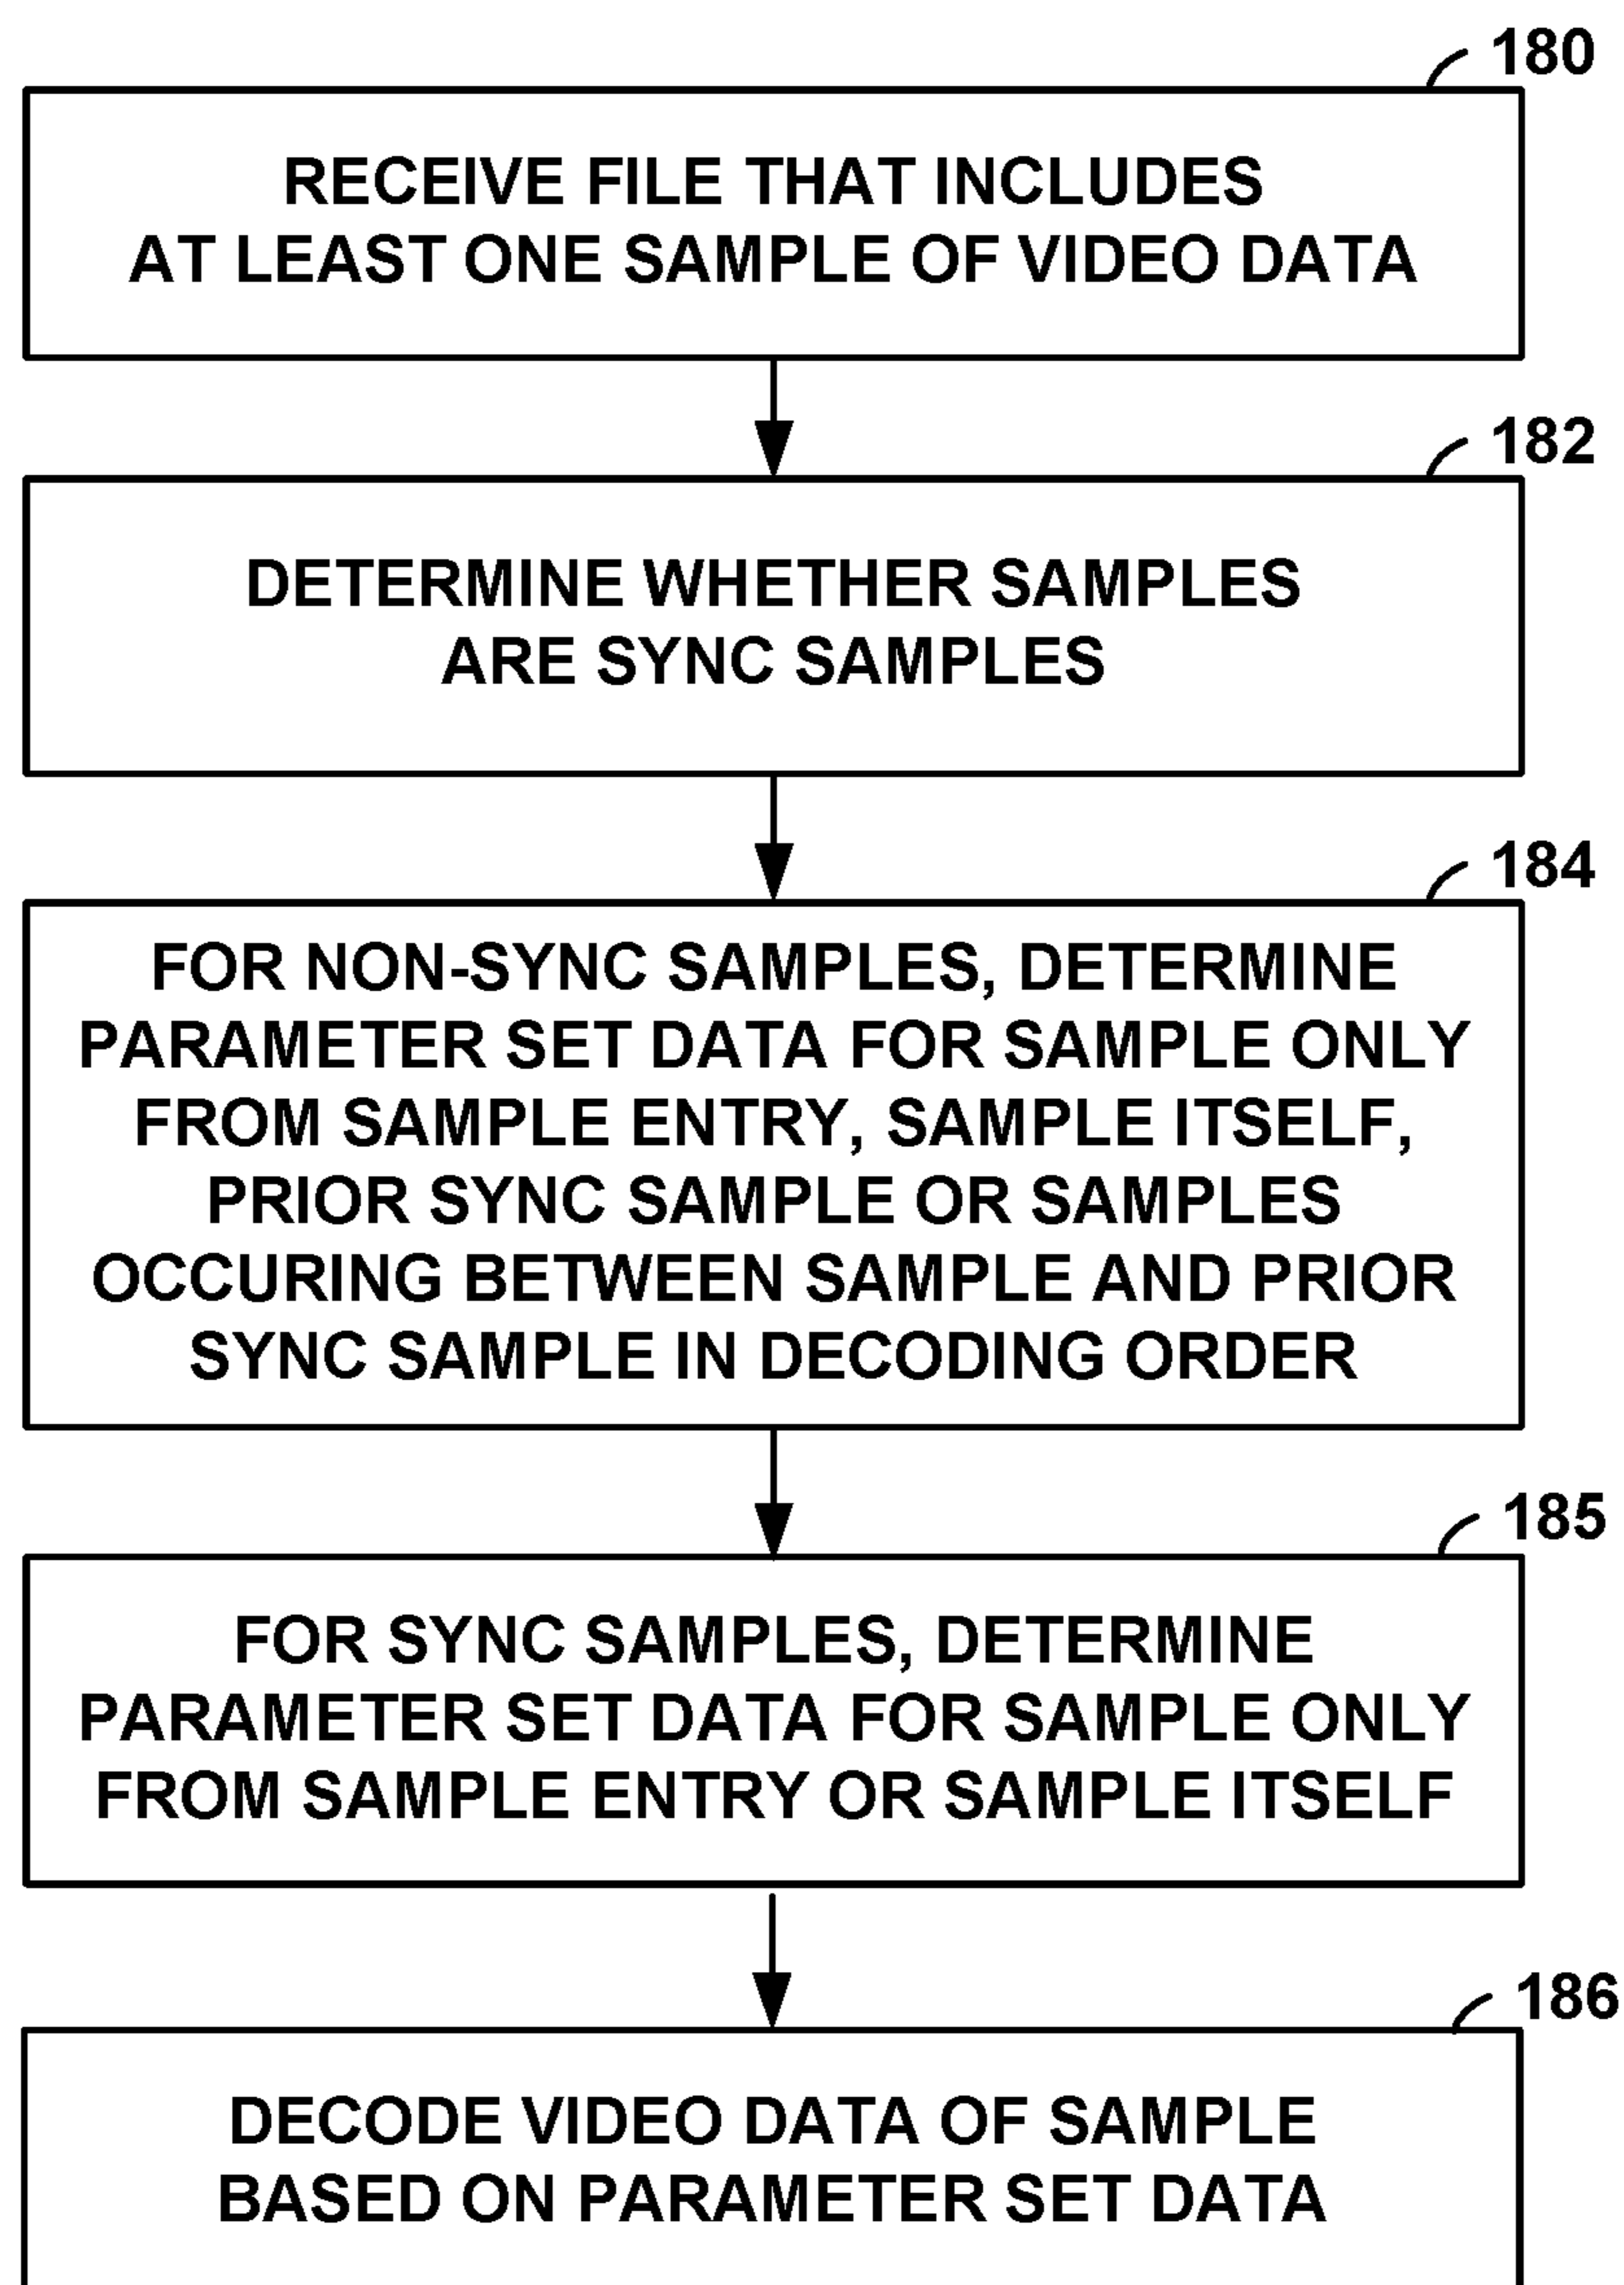 180
RECEIVE FILE THAT INCLUDES
AT LEAST ONE SAMPLE OF VIDEO DATA
182
DETERMINE WHETHER SAMPLES
ARE SYNC SAMPLES
184
FOR NON-SYNC SAMPLES, DETERMINE
PARAMETER SET DATA FOR SAMPLE ONLY
FROM SAMPLE ENTRY, SAMPLE ITSELF,
PRIOR SYNC SAMPLE OR SAMPLES
OCCURING BETWEEN SAMPLE AND PRIOR
SYNC SAMPLE IN DECODING ORDER
185
FOR SYNC SAMPLES, DETERMINE
PARAMETER SET DATA FOR SAMPLE ONLY
FROM SAMPLE ENTRY OR SAMPLE ITSELF
186
DECODE VIDEO DATA OF SAMPLE
BASED ON PARAMETER SET DATA